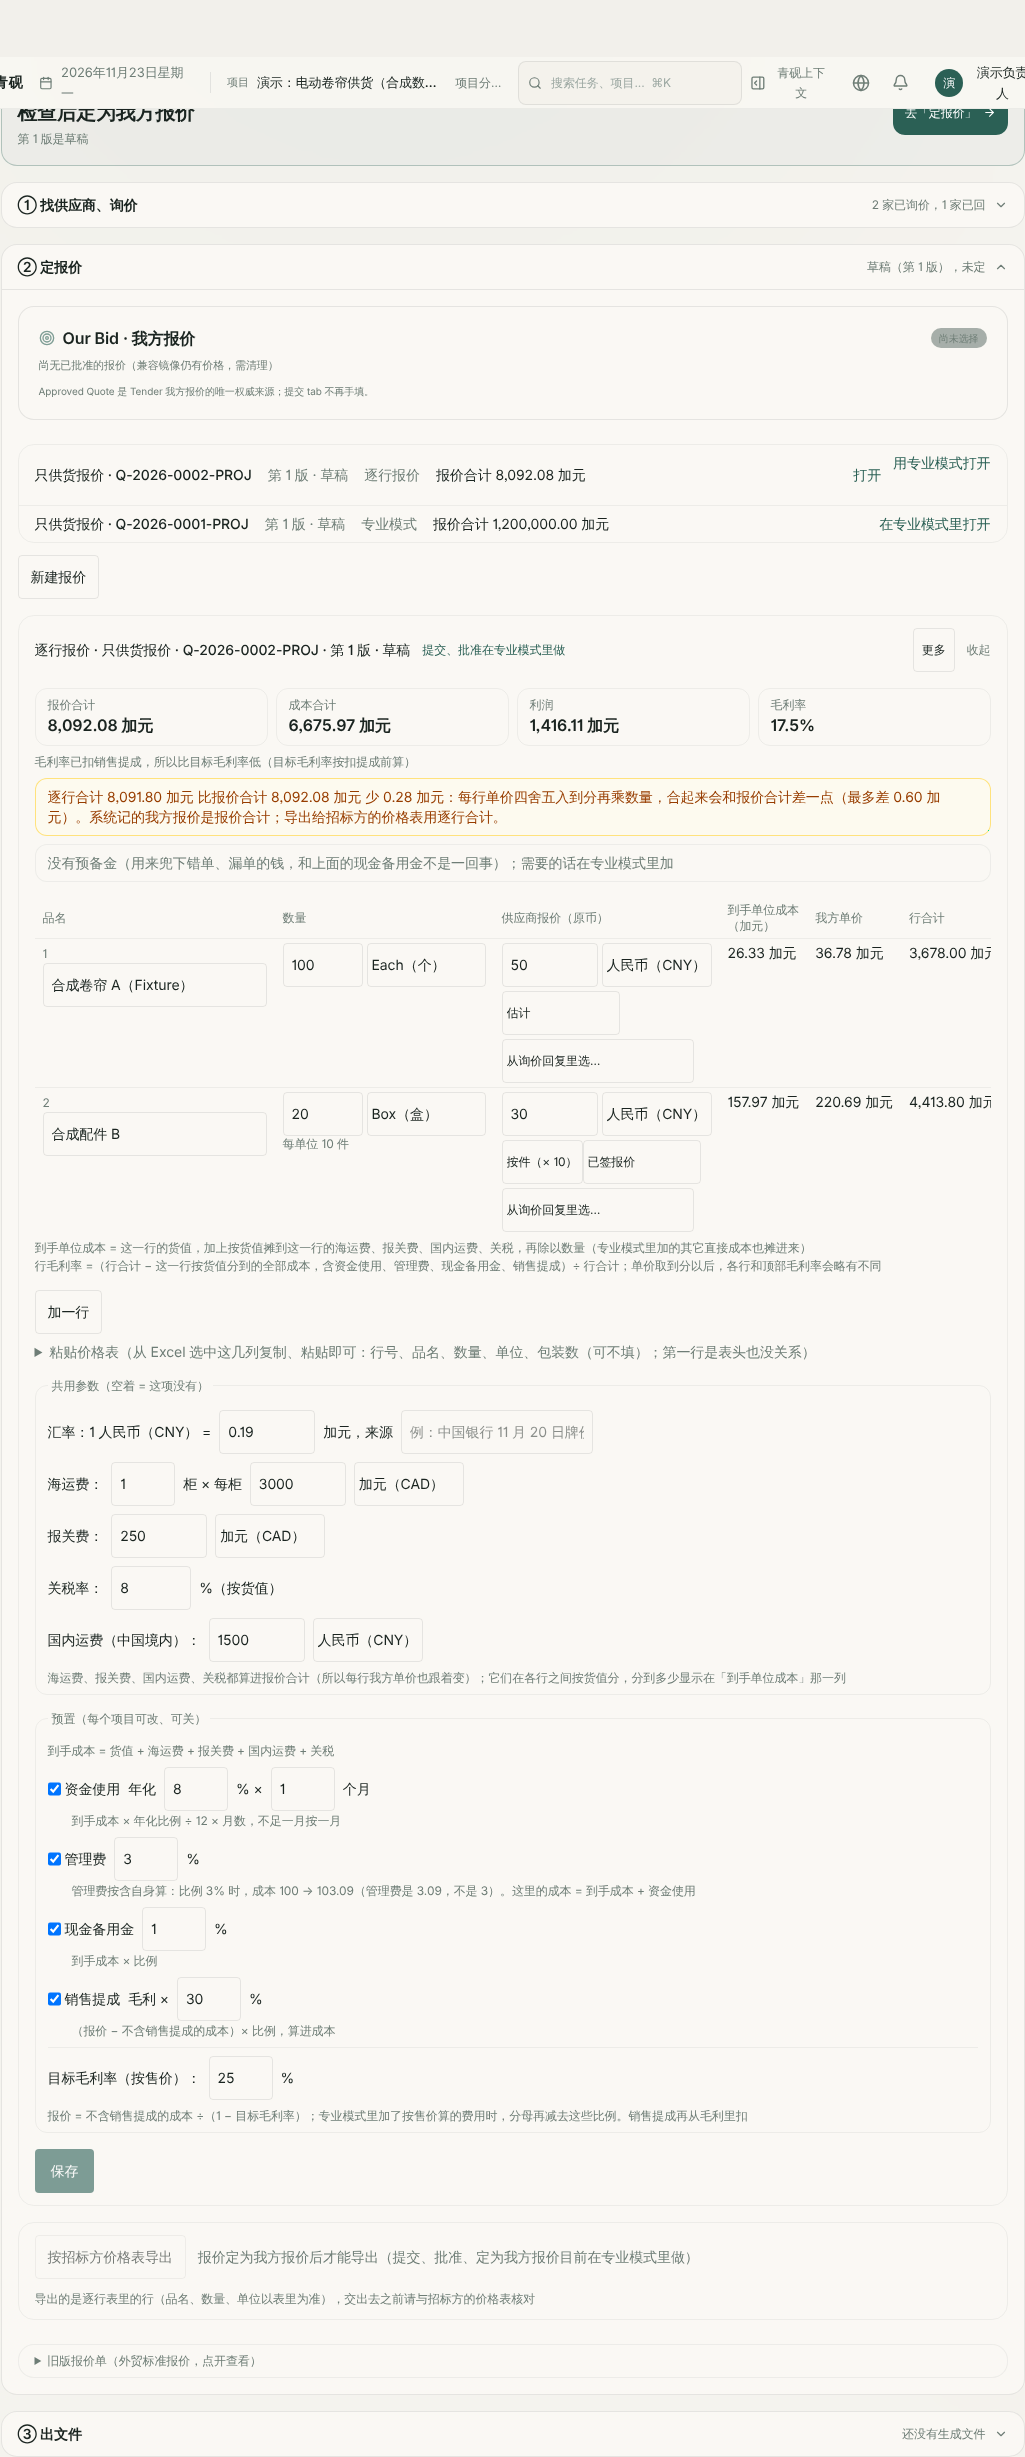 青砚
2026年11月23日星期一
项目 演示：电动卷帘供货（合成数... 项目分...
搜索任务、项目... ⌘K
青砚上下文
演
演示负责人
检查后定为我方报价
去「定报价」 →
第 1 版是草稿
① 找供应商、询价
2 家已询价，1 家已回
② 定报价
草稿（第 1 版），未定
Our Bid · 我方报价
尚未选择
尚无已批准的报价（兼容镜像仍有价格，需清理）
Approved Quote 是 Tender 我方报价的唯一权威来源；提交 tab 不再手填。
只供货报价 · Q-2026-0002-PROJ 第 1 版 · 草稿 逐行报价 报价合计 8,092.08 加元 打开 用专业模式打开
只供货报价 · Q-2026-0001-PROJ 第 1 版 · 草稿 专业模式 报价合计 1,200,000.00 加元 在专业模式里打开
新建报价
逐行报价 · 只供货报价 · Q-2026-0002-PROJ · 第 1 版 · 草稿 提交、批准在专业模式里做 更多 收起
报价合计
8,092.08 加元
成本合计
6,675.97 加元
利润
1,416.11 加元
毛利率
17.5%
毛利率已扣销售提成，所以比目标毛利率低（目标毛利率按扣提成前算）
逐行合计 8,091.80 加元 比报价合计 8,092.08 加元 少 0.28 加元：每行单价四舍五入到分再乘数量，合起来会和报价合计差一点（最多差 0.60 加
元）。系统记的我方报价是报价合计；导出给招标方的价格表用逐行合计。
没有预备金（用来兜下错单、漏单的钱，和上面的现金备用金不是一回事）；需要的话在专业模式里加
品名 数量 供应商报价（原币） 到手单位成本（加元） 我方单价 行合计
1
合成卷帘 A（Fixture） 100 Each（个） 50 人民币（CNY） 26.33 加元 36.78 加元 3,678.00 加元
估计
从询价回复里选...
2
合成配件 B 20 Box（盒） 30 人民币（CNY） 157.97 加元 220.69 加元 4,413.80 加元
每单位 10 件
按件（× 10） 已签报价
从询价回复里选...
到手单位成本 = 这一行的货值，加上按货值摊到这一行的海运费、报关费、国内运费、关税，再除以数量（专业模式里加的其它直接成本也摊进来）
行毛利率 =（行合计 − 这一行按货值分到的全部成本，含资金使用、管理费、现金备用金、销售提成）÷ 行合计；单价取到分以后，各行和顶部毛利率会略有不同
加一行
▶ 粘贴价格表（从 Excel 选中这几列复制、粘贴即可：行号、品名、数量、单位、包装数（可不填）；第一行是表头也没关系）
共用参数（空着 = 这项没有）
汇率：1 人民币（CNY） = 0.19 加元，来源 例：中国银行 11 月 20 日牌
海运费： 1 柜 × 每柜 3000 加元（CAD）
报关费： 250 加元（CAD）
关税率： 8 %（按货值）
国内运费（中国境内）： 1500 人民币（CNY）
海运费、报关费、国内运费、关税都算进报价合计（所以每行我方单价也跟着变）；它们在各行之间按货值分，分到多少显示在「到手单位成本」那一列
预置（每个项目可改、可关）
到手成本 = 货值 + 海运费 + 报关费 + 国内运费 + 关税
资金使用 年化 8 % × 1 个月
到手成本 × 年化比例 ÷ 12 × 月数，不足一月按一月
管理费 3 %
管理费按含自身算：比例 3% 时，成本 100 → 103.09（管理费是 3.09，不是 3）。这里的成本 = 到手成本 + 资金使用
现金备用金 1 %
到手成本 × 比例
销售提成 毛利 × 30 %
（报价 − 不含销售提成的成本）× 比例，算进成本
目标毛利率（按售价）： 25 %
报价 = 不含销售提成的成本 ÷（1 − 目标毛利率）；专业模式里加了按售价算的费用时，分母再减去这些比例。销售提成再从毛利里扣
保存
按招标方价格表导出 报价定为我方报价后才能导出（提交、批准、定为我方报价目前在专业模式里做）
导出的是逐行表里的行（品名、数量、单位以表里为准），交出去之前请与招标方的价格表核对
▶ 旧版报价单（外贸标准报价，点开查看）
③ 出文件
还没有生成文件